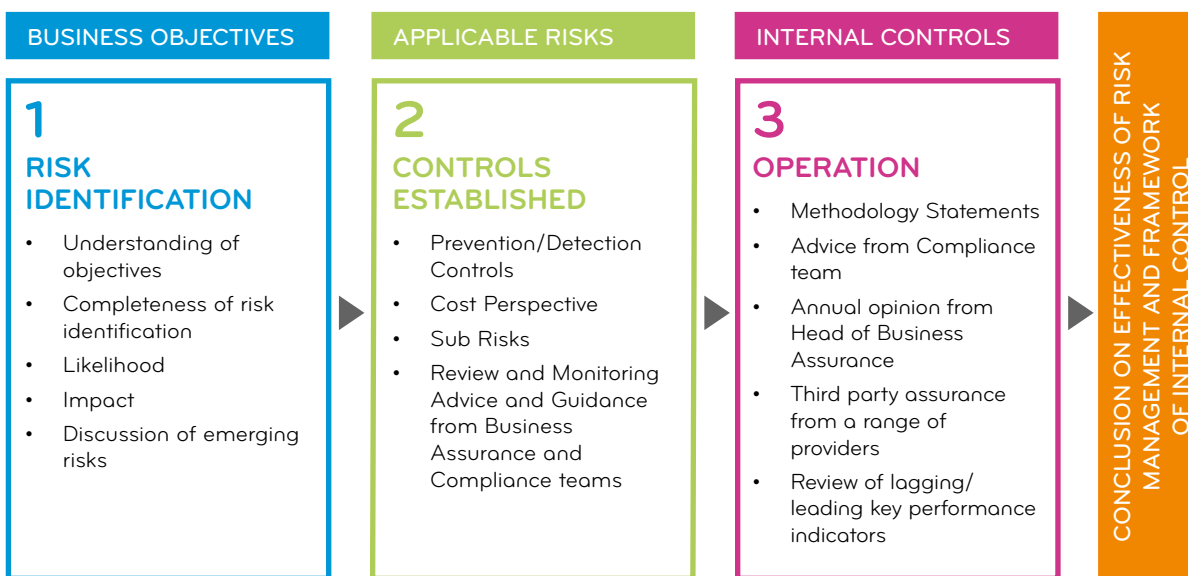 BUSINESS OBJECTIVES
1
RISK
IDENTIFICATION
• Understanding of
objectives
• Completeness of risk
identification
• Likelihood
• Impact
• Discussion of emerging
risks
APPLICABLE RISKS
2
CONTROLS
ESTABLISHED
• Prevention/Detection
Controls
• Cost Perspective
• Sub Risks
• Review and Monitoring
Advice and Guidance
from Business
Assurance and
Compliance teams
INTERNAL CONTROLS
3
OPERATION
• Methodology Statements
• Advice from Compliance
team
• Annual opinion from
Head of Business
Assurance
• Third party assurance
from a range of
providers
• Review of lagging/
leading key performance
indicators
CONCLUSION ON EFFECTIVENESS OF RISK
MANAGEMENT AND FRAMEWORK
OF INTERNAL CONTROL